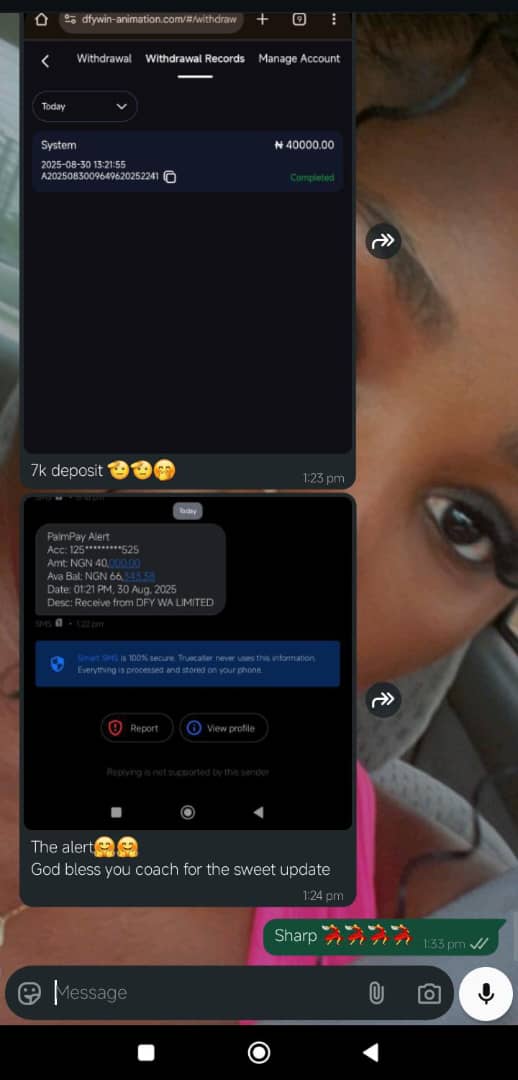 dfywin-animation.com/#/withdraw
9
Withdrawal Withdrawal Records Manage Account
Today
System ₦ 40000.00
2025-08-30 13:21:55
A2025083009649620252241 Completed
7k deposit 🫡🫡🤭
1:23 pm
Today
PalmPay Alert
Acc: 125*********525
Amt: NGN 40,000.00
Ava Bal: NGN 66,343.38
Date: 01:21 PM, 30 Aug, 2025
Desc: Receive from DFY WA LIMITED
SMS • 1:22 pm
Smart SMS is 100% secure. Truecaller never uses this information.
Everything is processed and stored on your phone.
Report View profile
Replying is not supported by this sender
The alert🤗🤗
God bless you coach for the sweet update
1:24 pm
Sharp 💃💃💃💃 1:33 pm
Message